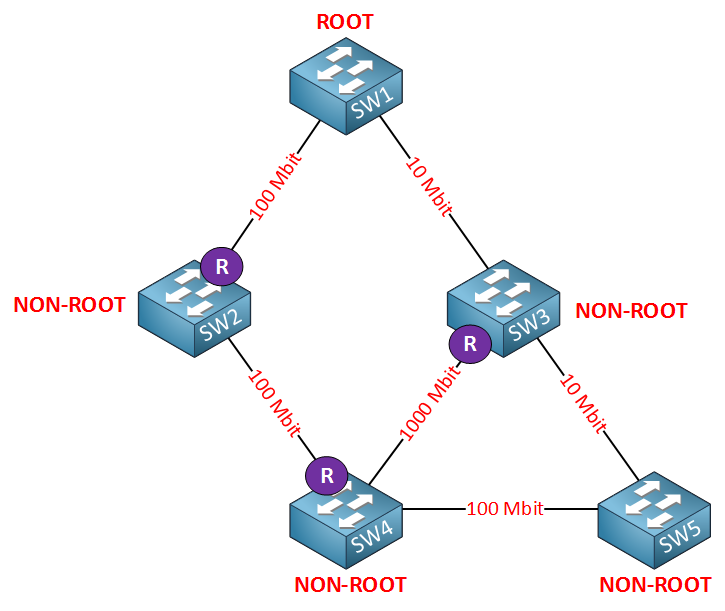 ROOT
SW1
100 Mbit
10 Mbit
R
NON-ROOT
SW2
SW3
NON-ROOT
R
100 Mbit
1000 Mbit
10 Mbit
R
SW4
100 Mbit
SW5
NON-ROOT
NON-ROOT